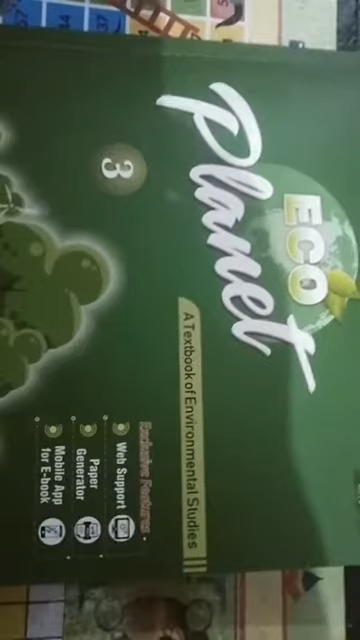 ECO
Planet
A Textbook of Environmental Studies
3
Exclusive Features
Web Support
Paper
Generator
Mobile App
for E-book